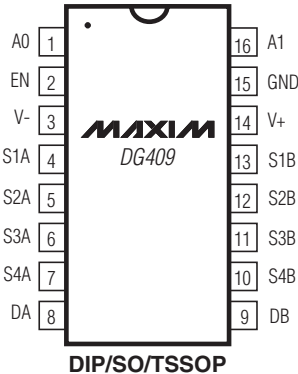 A0 1 16 A1
EN 2 15 GND
V- 3 14 V+
MAXIM
DG409
S1A 4 13 S1B
S2A 5 12 S2B
S3A 6 11 S3B
S4A 7 10 S4B
DA 8 9 DB
DIP/SO/TSSOP